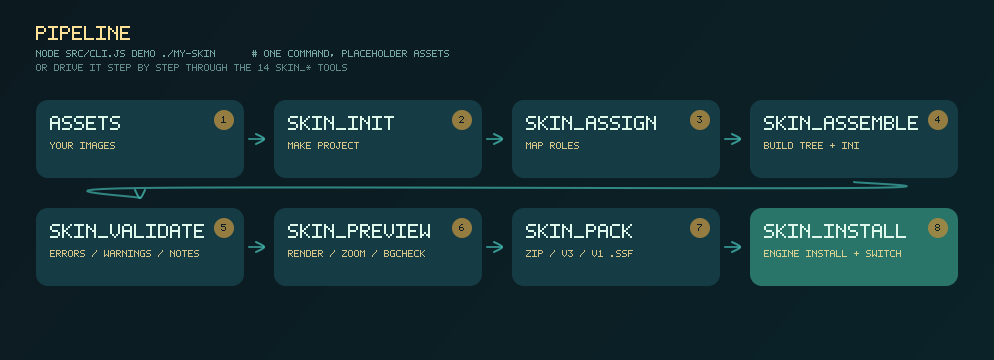 PIPELINE
NODE SRC/CLI.JS DEMO ./MY-SKIN # ONE COMMAND, PLACEHOLDER ASSETS
OR DRIVE IT STEP BY STEP THROUGH THE 14 SKIN_* TOOLS
ASSETS 1
YOUR IMAGES
SKIN_INIT 2
MAKE PROJECT
SKIN_ASSIGN 3
MAP ROLES
SKIN_ASSEMBLE 4
BUILD TREE + INI
SKIN_VALIDATE 5
ERRORS / WARNINGS / NOTES
SKIN_PREVIEW 6
RENDER / ZOOM / BGCHECK
SKIN_PACK 7
ZIP / V3 / V1 .SSF
SKIN_INSTALL 8
ENGINE INSTALL + SWITCH